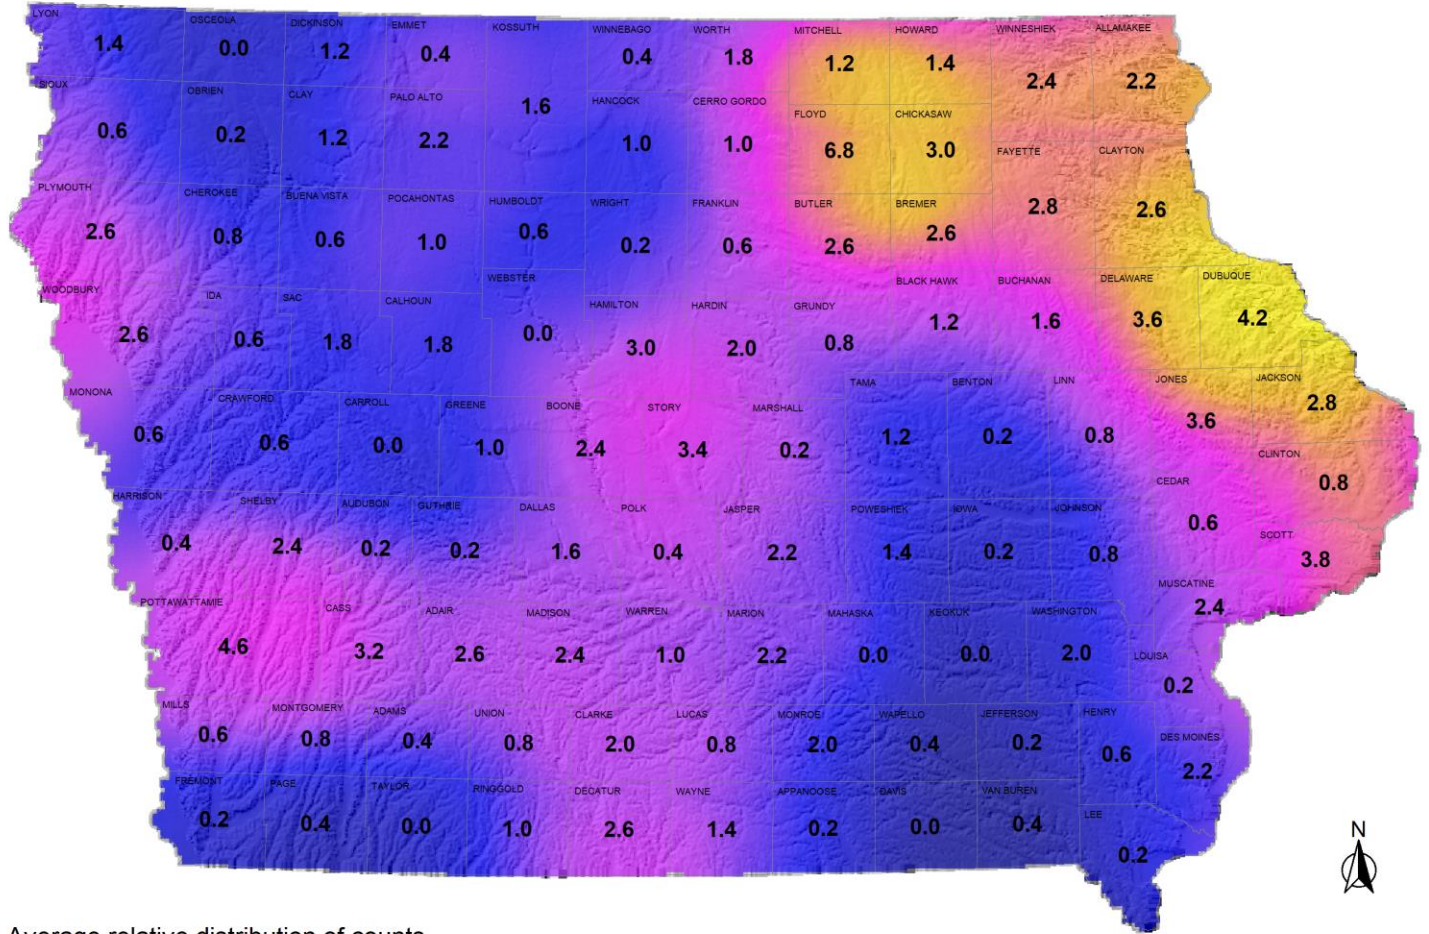 LYON OSCEOLA DICKINSON EMMET KOSSUTH WINNEBAGO WORTH MITCHELL HOWARD WINNESHIEK ALLAMAKEE
1.4 0.0 1.2 0.4 1.6 0.4 1.8 1.2 1.4 2.4 2.2
SIOUX OBRIEN CLAY PALO ALTO HANCOCK CERRO GORDO FLOYD CHICKASAW FAYETTE CLAYTON
0.6 0.2 1.2 2.2 1.0 1.0 6.8 3.0 2.8 2.6
PLYMOUTH CHEROKEE BUENA VISTA POCAHONTAS HUMBOLDT WRIGHT FRANKLIN BUTLER BREMER
2.6 0.8 0.6 1.0 0.6 0.2 0.6 2.6 2.6
WOODBURY IDA SAC CALHOUN WEBSTER HAMILTON HARDIN GRUNDY BLACK HAWK BUCHANAN DELAWARE DUBUQUE
2.6 0.6 1.8 1.8 0.0 3.0 2.0 0.8 1.2 1.6 3.6 4.2
MONONA CRAWFORD CARROLL GREENE BOONE STORY MARSHALL TAMA BENTON LINN JONES JACKSON
0.6 0.6 0.0 1.0 2.4 3.4 0.2 1.2 0.2 0.8 3.6 2.8
CLINTON
0.8
HARRISON SHELBY AUDUBON GUTHRIE DALLAS POLK JASPER POWESHIEK IOWA JOHNSON CEDAR SCOTT
0.4 2.4 0.2 0.2 1.6 0.4 2.2 1.4 0.2 0.8 0.6 3.8
MUSCATINE
2.4
POTTAWATTAMIE CASS ADAIR MADISON WARREN MARION MAHASKA KEOKUK WASHINGTON LOUISA
4.6 3.2 2.6 2.4 1.0 2.2 0.0 0.0 2.0 0.2
MILLS MONTGOMERY ADAMS UNION CLARKE LUCAS MONROE WAPELLO JEFFERSON HENRY DES MOINES
0.6 0.8 0.4 0.8 2.0 0.8 2.0 0.4 0.2 0.6 2.2
FREMONT PAGE TAYLOR RINGGOLD DECATUR WAYNE APPANOOSE DAVIS VAN BUREN LEE
0.2 0.4 0.0 1.0 2.6 1.4 0.2 0.0 0.4 0.2
N
Average relative distribution of counts